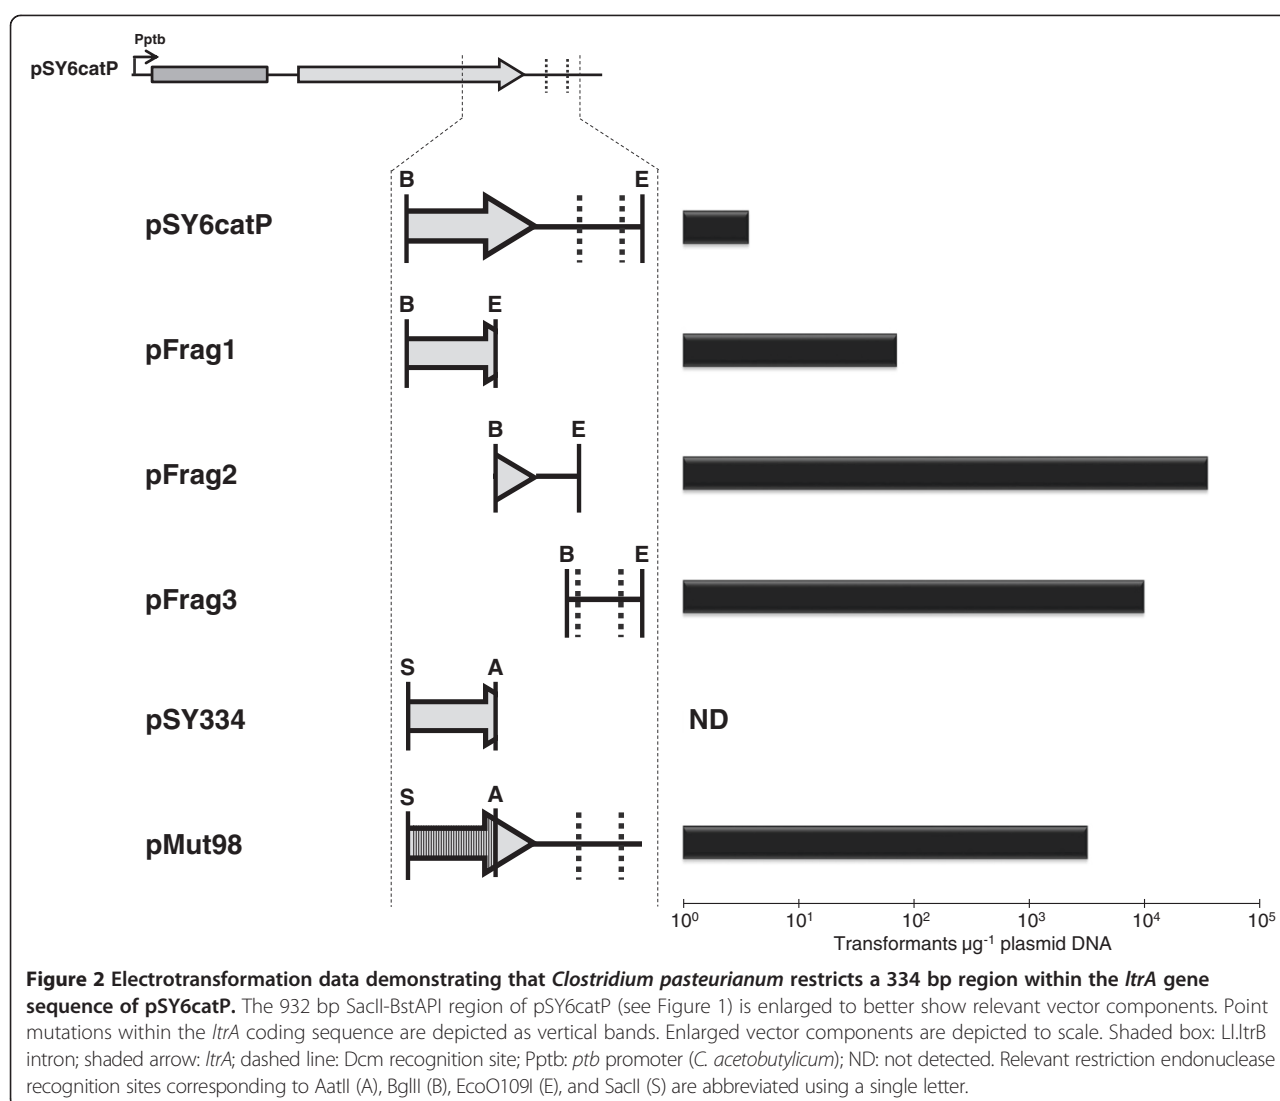 Pptb
pSY6catP
B E
pSY6catP
B E
pFrag1
B E
pFrag2
B E
pFrag3
S A
pSY334 ND
S A
pMut98
10⁰ 10¹ 10² 10³ 10⁴ 10⁵
Transformants µg⁻¹ plasmid DNA
Figure 2 Electrotransformation data demonstrating that Clostridium pasteurianum restricts a 334 bp region within the ltrA gene
sequence of pSY6catP. The 932 bp SacII-BstAPI region of pSY6catP (see Figure 1) is enlarged to better show relevant vector components. Point
mutations within the ltrA coding sequence are depicted as vertical bands. Enlarged vector components are depicted to scale. Shaded box: Ll.ltrB
intron; shaded arrow: ltrA; dashed line: Dcm recognition site; Pptb: ptb promoter (C. acetobutylicum); ND: not detected. Relevant restriction endonuclease
recognition sites corresponding to AatII (A), BglII (B), EcoO109I (E), and SacII (S) are abbreviated using a single letter.